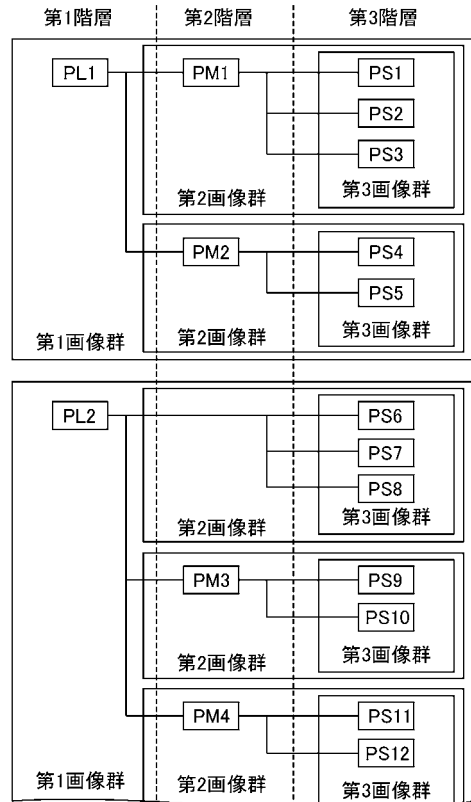 第1階層 第2階層 第3階層
PL1 PM1 PS1
PS2
PS3
第2画像群 第3画像群
PM2 PS4
PS5
第1画像群 第2画像群 第3画像群
PL2 PS6
PS7
PS8
第2画像群 第3画像群
PM3 PS9
PS10
第2画像群 第3画像群
PM4 PS11
PS12
第1画像群 第2画像群 第3画像群